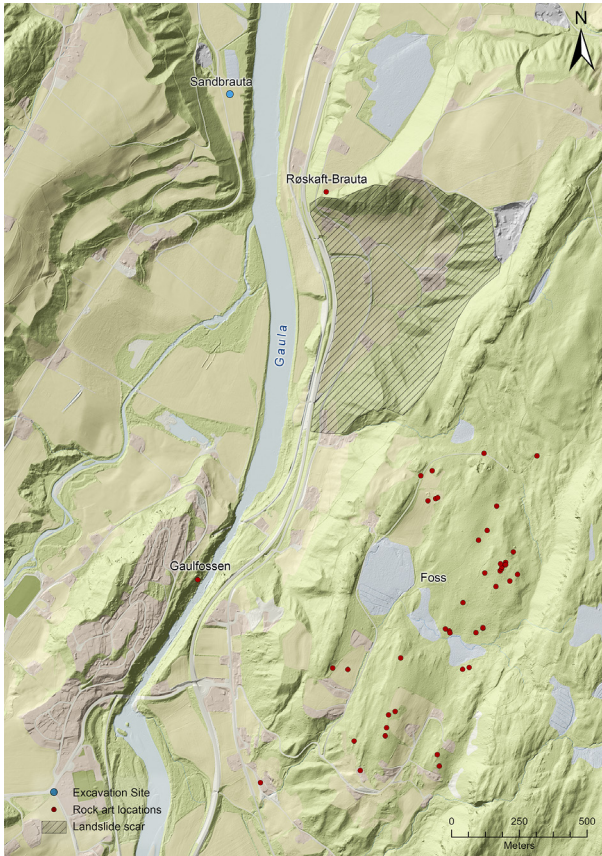 N
Sandbrauta
Røskaft-Brauta
Gaula
Gaulfossen
Foss
Excavation Site
Rock art locations
Landslide scar
0 250 500
Meters